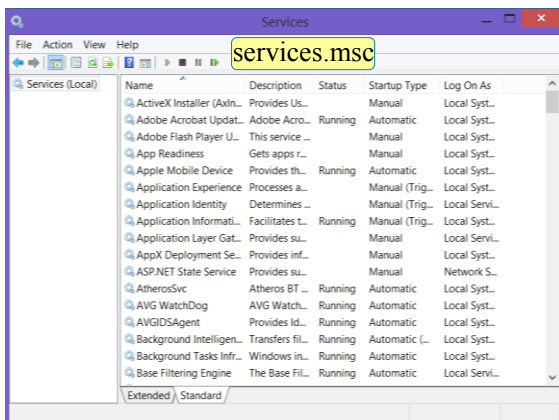 Services
File Action View Help
services.msc
Services (Local)
Name Description Status Startup Type Log On As
ActiveX Installer (AxIn... Provides Us... Manual Local Syst...
Adobe Acrobat Updat... Adobe Acro... Running Automatic Local Syst...
Adobe Flash Player U... This service ... Manual Local Syst...
App Readiness Gets apps r... Manual Local Syst...
Apple Mobile Device Provides th... Running Automatic Local Syst...
Application Experience Processes a... Manual (Trig... Local Syst...
Application Identity Determines ... Manual (Trig... Local Servi...
Application Informati... Facilitates t... Running Manual (Trig... Local Syst...
Application Layer Gat... Provides su... Manual Local Servi...
AppX Deployment Se... Provides inf... Manual Local Syst...
ASP.NET State Service Provides su... Manual Network S...
AtherosSvc Atheros BT ... Running Automatic Local Syst...
AVG WatchDog AVG Watch... Running Automatic Local Syst...
AVGIDSAgent Provides Id... Running Automatic Local Syst...
Background Intelligen... Transfers fil... Running Automatic (... Local Syst...
Background Tasks Infr... Windows in... Running Automatic Local Syst...
Base Filtering Engine The Base Fil... Running Automatic Local Servi...
Extended Standard